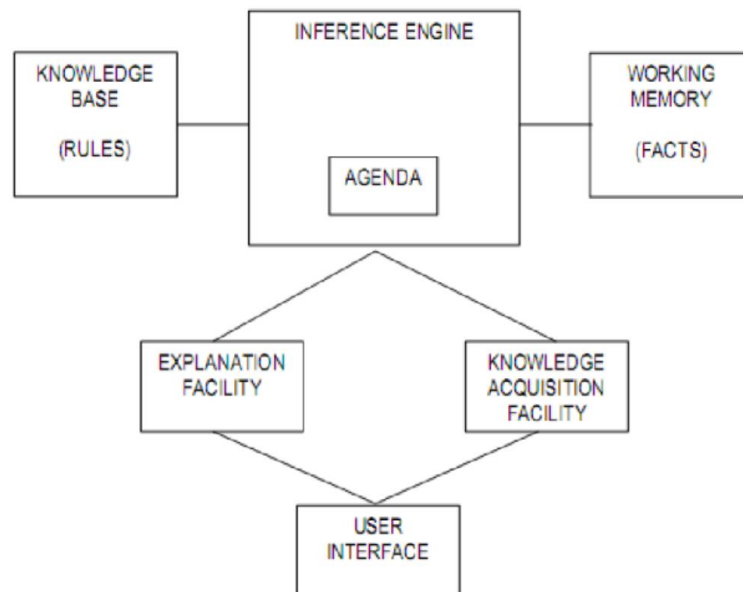 INFERENCE ENGINE
KNOWLEDGE
BASE
(RULES)
WORKING
MEMORY
(FACTS)
AGENDA
EXPLANATION
FACILITY
KNOWLEDGE
ACQUISITION
FACILITY
USER
INTERFACE